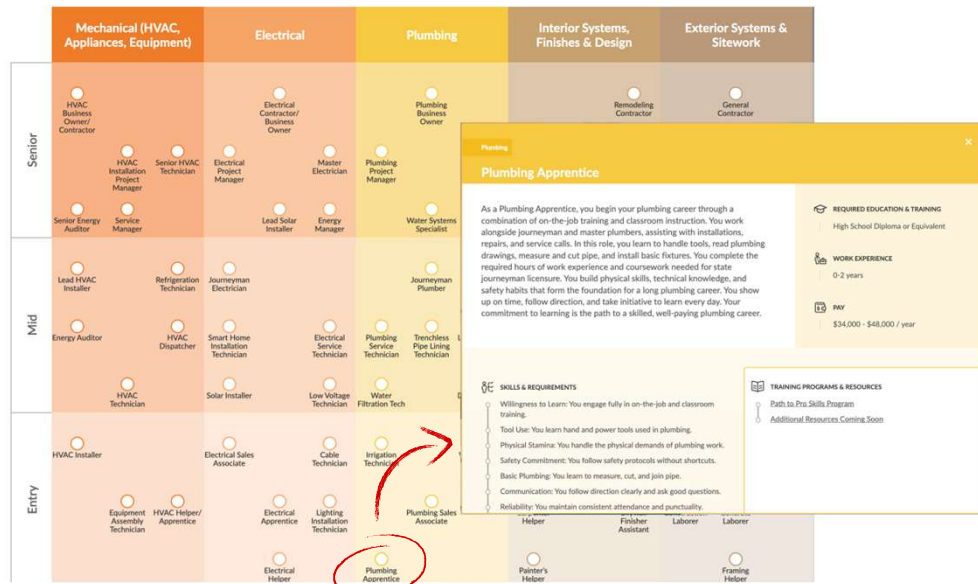 Mechanical (HVAC,
Appliances, Equipment)
Electrical
Plumbing
Interior Systems,
Finishes & Design
Exterior Systems &
Sitework
Senior
HVAC
Business
Owner/
Contractor
Electrical
Contractor/
Business
Owner
Plumbing
Business
Owner
Remodeling
Contractor
General
Contractor
HVAC
Installation
Project
Manager
Senior HVAC
Technician
Electrical
Project
Manager
Master
Electrician
Plumbing
Project
Manager
Senior Energy
Auditor
Service
Manager
Lead Solar
Installer
Energy
Manager
Water Systems
Specialist
Mid
Lead HVAC
Installer
Refrigeration
Technician
Journeyman
Electrician
Journeyman
Plumber
Energy Auditor
HVAC
Dispatcher
Smart Home
Installation
Technician
Electrical
Service
Technician
Plumbing
Service
Technician
Trenchless
Pipe Lining
Technician
HVAC
Technician
Solar Installer
Low Voltage
Technician
Water
Filtration Tech
Entry
HVAC Installer
Electrical Sales
Associate
Cable
Technician
Irrigation
Technician
Equipment
Assembly
Technician
HVAC Helper/
Apprentice
Electrical
Apprentice
Lighting
Installation
Technician
Plumbing Sales
Associate
Helper
Finisher
Assistant
Laborer
Laborer
Electrical
Helper
Plumbing
Apprentice
Painter's
Helper
Framing
Helper
Plumbing
Plumbing Apprentice
As a Plumbing Apprentice, you begin your plumbing career through a
combination of on-the-job training and classroom instruction. You work
alongside journeyman and master plumbers, assisting with installations,
repairs, and service calls. In this role, you learn to handle tools, read plumbing
drawings, measure and cut pipe, and install basic fixtures. You complete the
required hours of work experience and coursework needed for state
journeyman licensure. You build physical skills, technical knowledge, and
safety habits that form the foundation for a long plumbing career. You show
up on time, follow direction, and take initiative to learn every day. Your
commitment to learning is the path to a skilled, well-paying plumbing career.
REQUIRED EDUCATION & TRAINING
High School Diploma or Equivalent
WORK EXPERIENCE
0-2 years
PAY
$34,000 - $48,000 / year
SKILLS & REQUIREMENTS
Willingness to Learn: You engage fully in on-the-job and classroom
training.
Tool Use: You learn hand and power tools used in plumbing.
Physical Stamina: You handle the physical demands of plumbing work.
Safety Commitment: You follow safety protocols without shortcuts.
Basic Plumbing: You learn to measure, cut, and join pipe.
Communication: You follow direction clearly and ask good questions.
Reliability: You maintain consistent attendance and punctuality.
TRAINING PROGRAMS & RESOURCES
Path to Pro Skills Program
Additional Resources Coming Soon